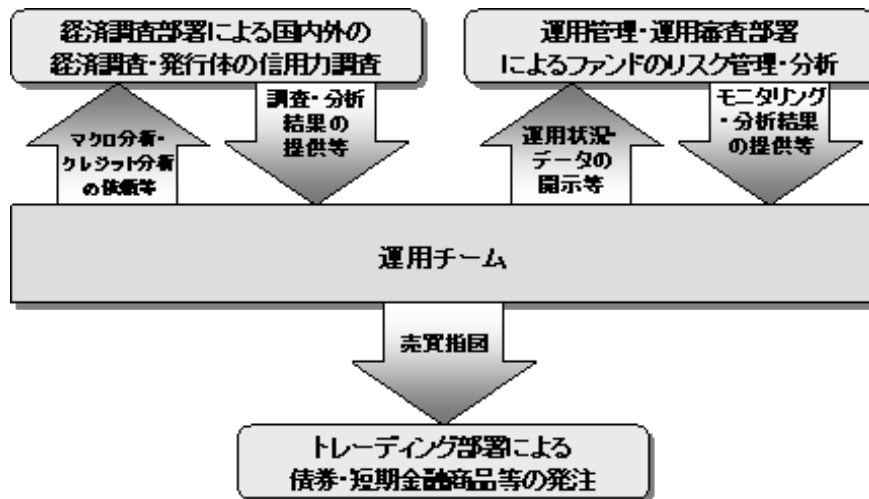 経済調査部署による国内外の
経済調査・発行体の信用力調査
運用管理・運用審査部署
によるファンドのリスク管理・分析
マクロ分析・
クレジット分析
の依頼等
調査・分析
結果の
提供等
運用状況・
データの
開示等
モニタリング
・分析結果
の提供等
運用チーム
売買指図
トレーディング部署による
債券・短期金融商品等の発注